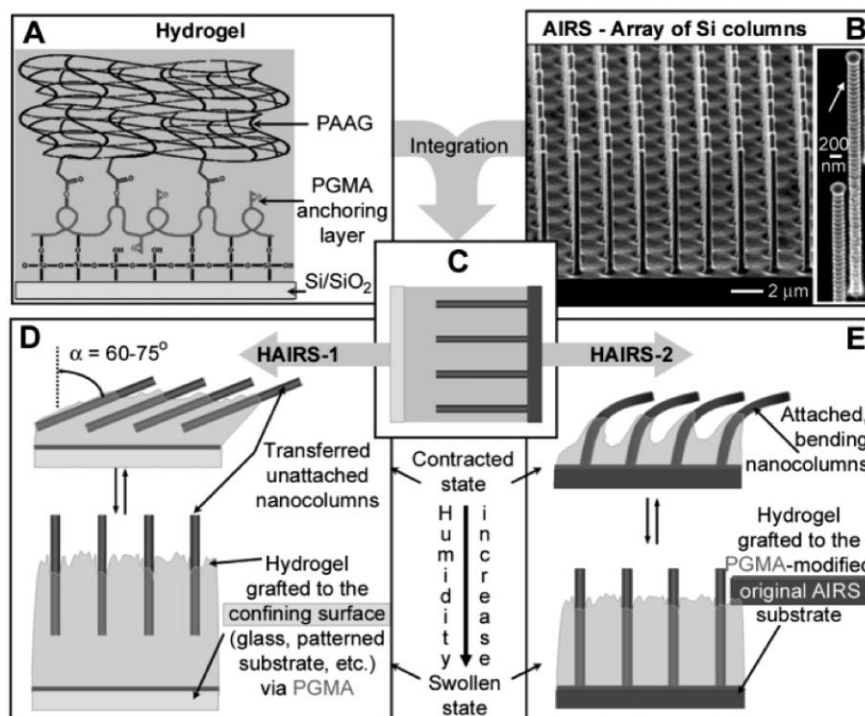 A
Hydrogel
PAAG
PGMA
anchoring
layer
Si/SiO₂
Integration
AIRS - Array of Si columns
B
200
nm
2 µm
C
D
α = 60-75°
HAIRS-1
HAIRS-2
E
Transferred
unattached
nanocolumns
Hydrogel
grafted to the
confining surface
(glass, patterned
substrate, etc.)
via PGMA
Contracted
state
Humidity
increase
Swollen
state
Attached,
bending
nanocolumns
Hydrogel
grafted to the
PGMA-modified
original AIRS
substrate